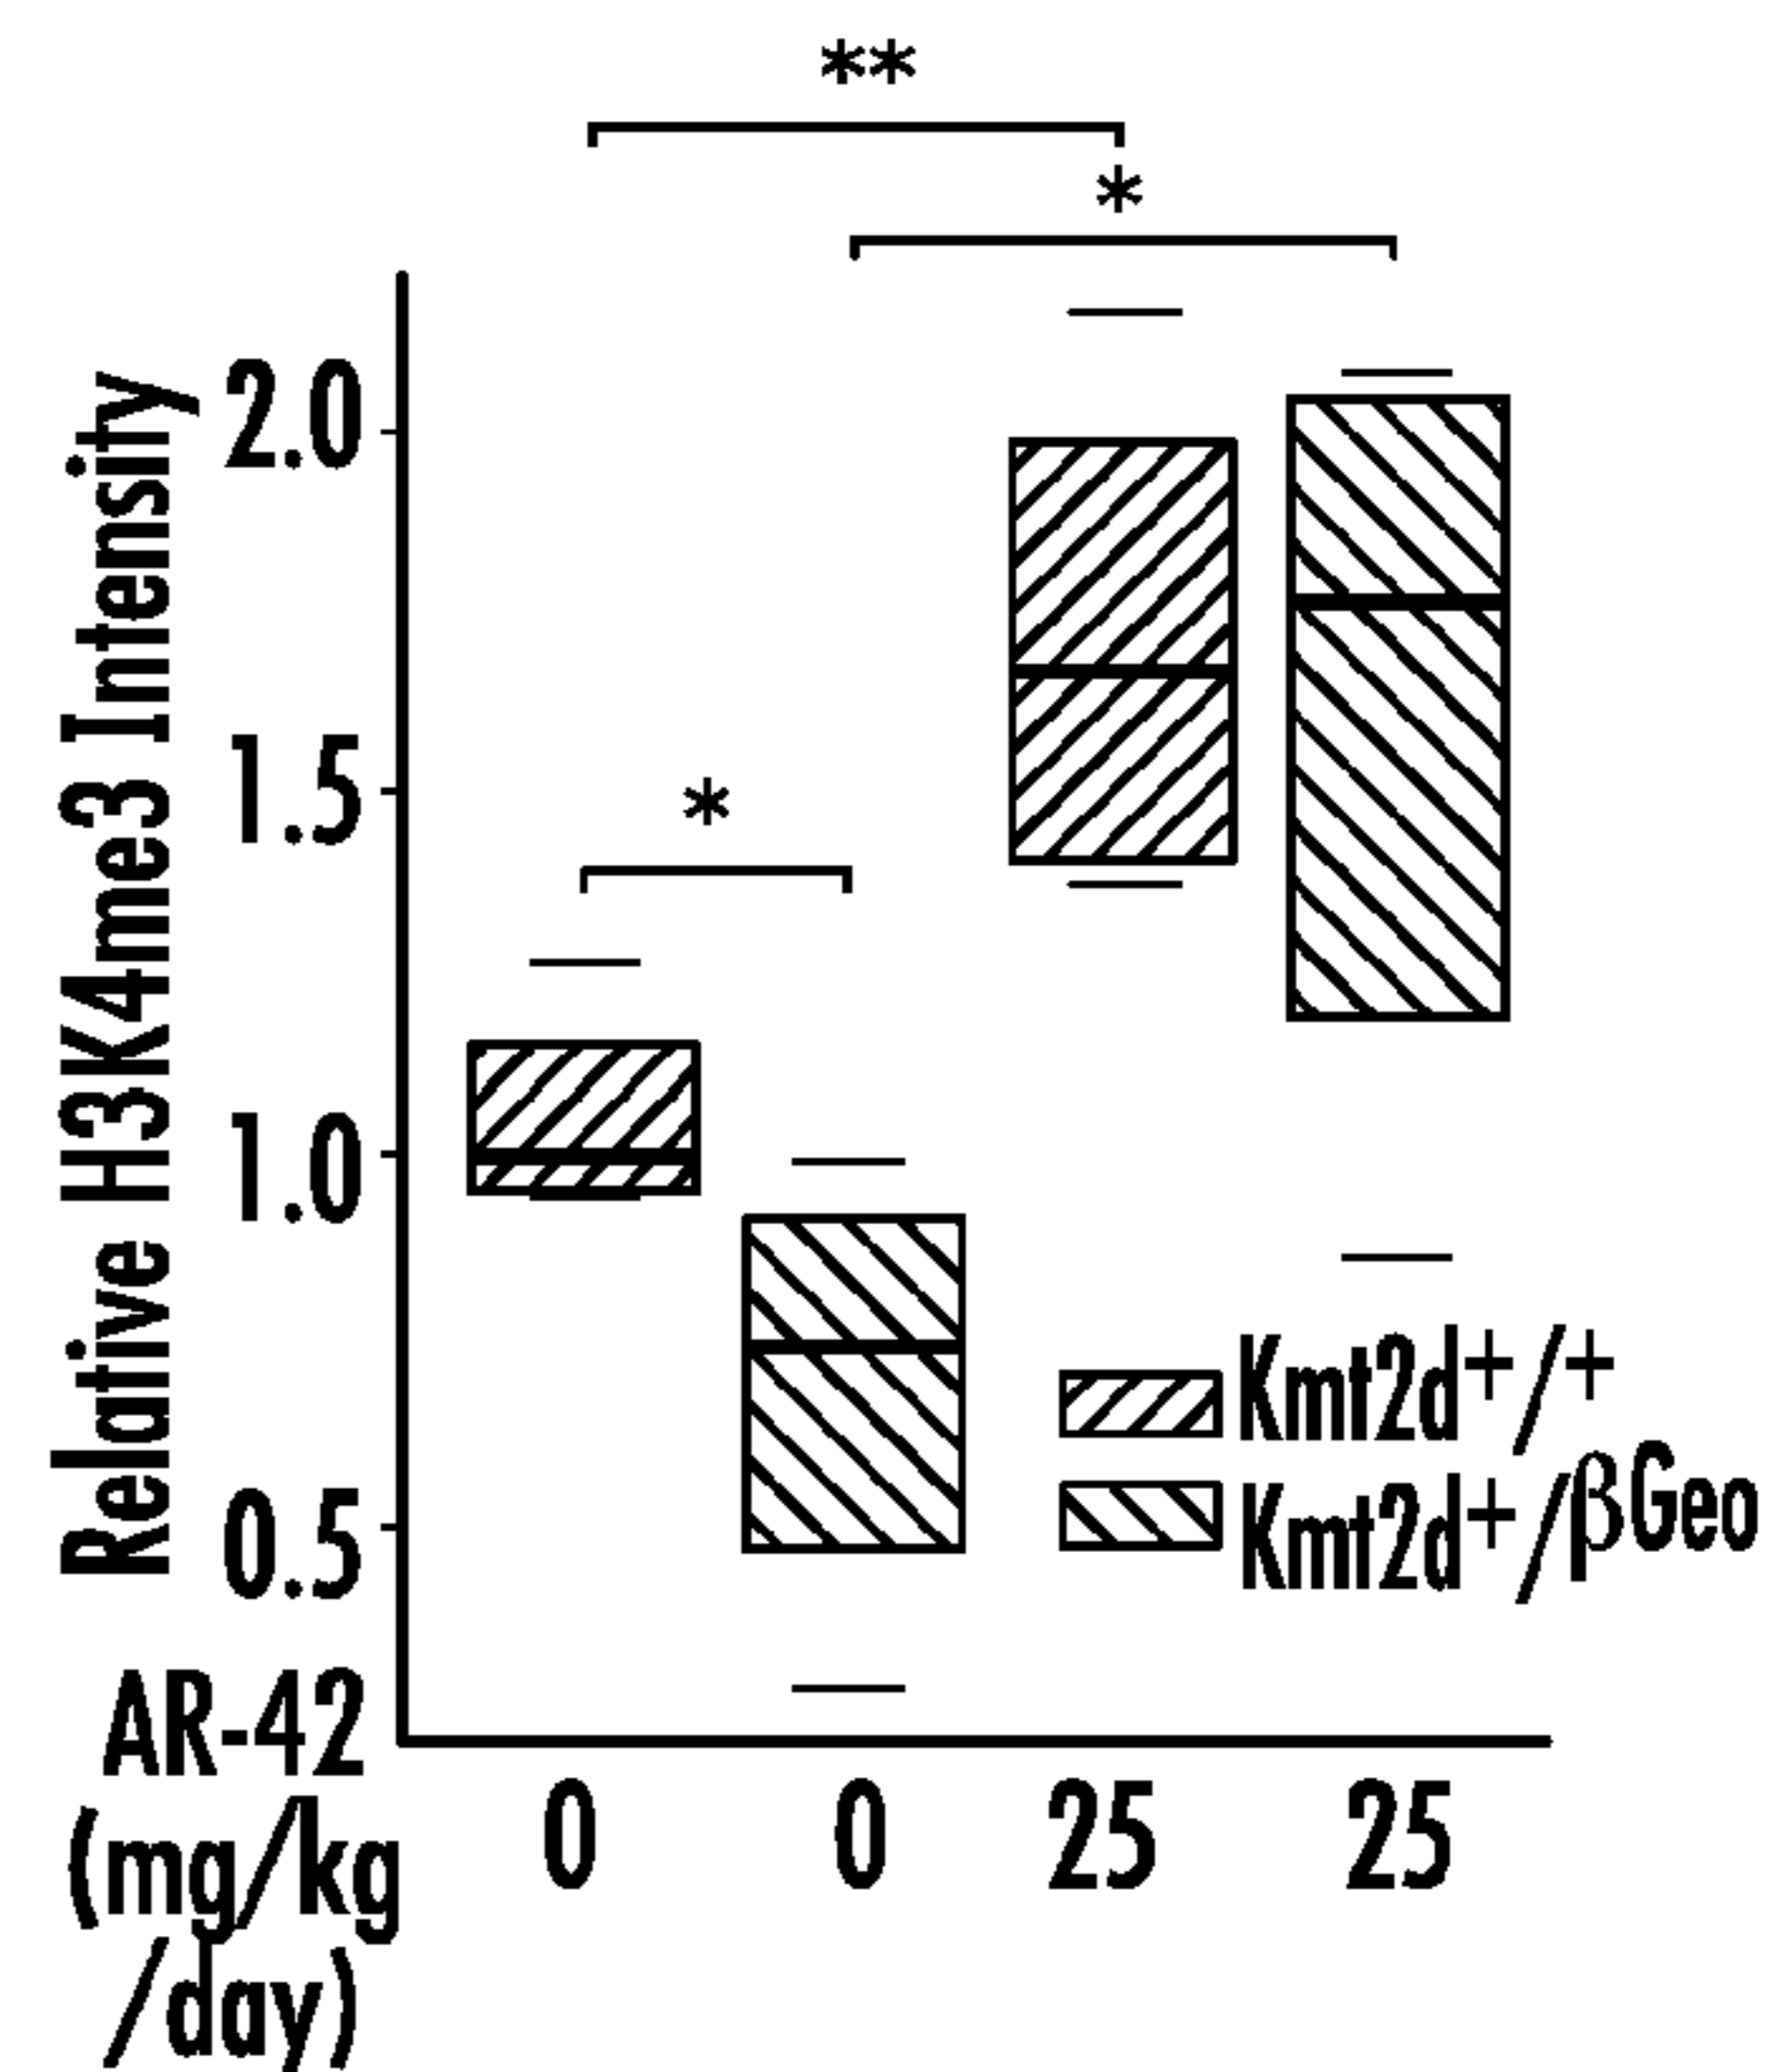 **
*
*
Relative H3K4me3 Intensity
2.0
1.5
1.0
0.5
Kmt2d+/+
Kmt2d+/βGeo
AR-42
(mg/kg
/day)
0 0 25 25